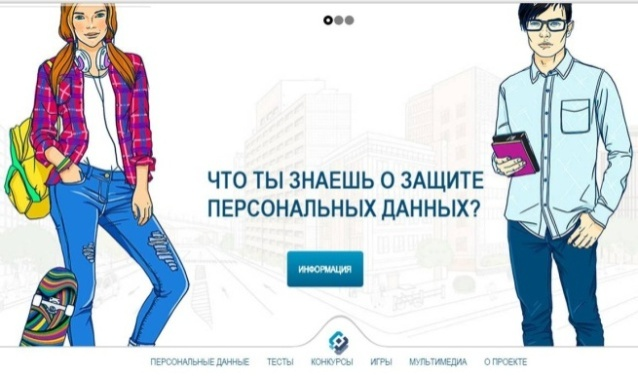 ЧТО ТЫ ЗНАЕШЬ О ЗАЩИТЕ
ПЕРСОНАЛЬНЫХ ДАННЫХ?
ИНФОРМАЦИЯ
ПЕРСОНАЛЬНЫЕ ДАННЫЕ ТЕСТЫ КОНКУРСЫ ИГРЫ МУЛЬТИМЕДИА О ПРОЕКТЕ